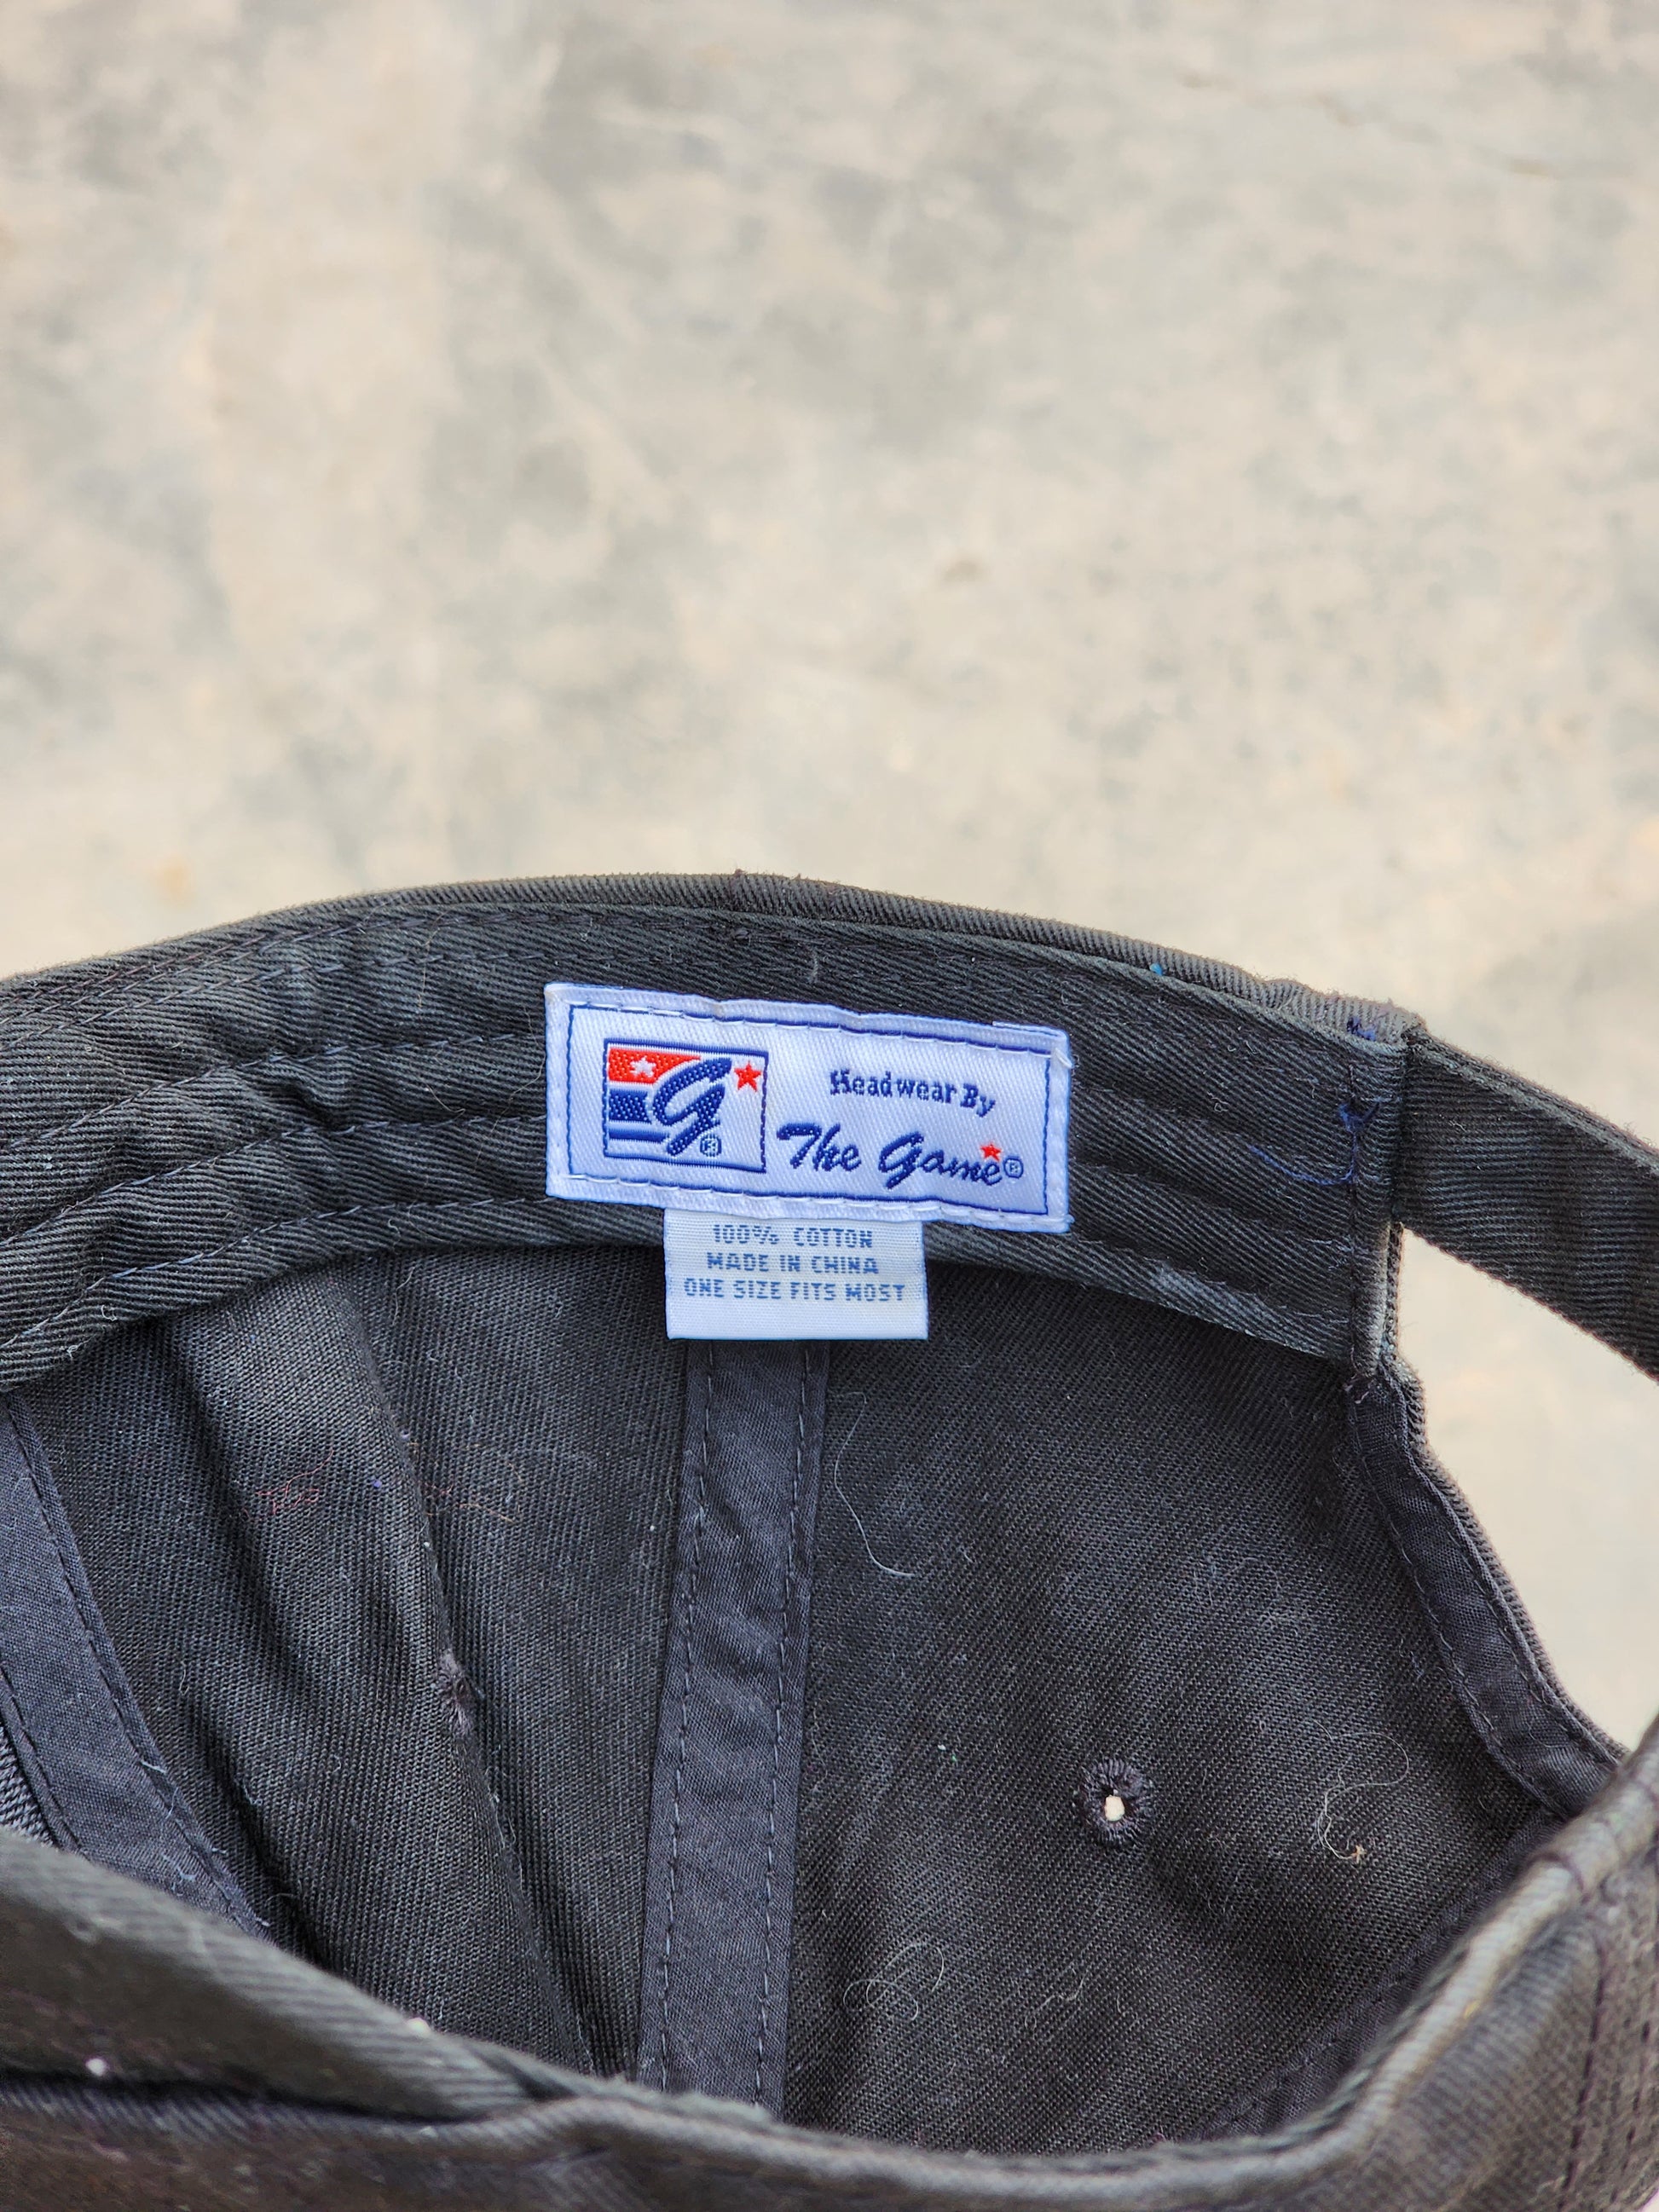 G®
Headwear By
The Game®
100% COTTON
MADE IN CHINA
ONE SIZE FITS MOST